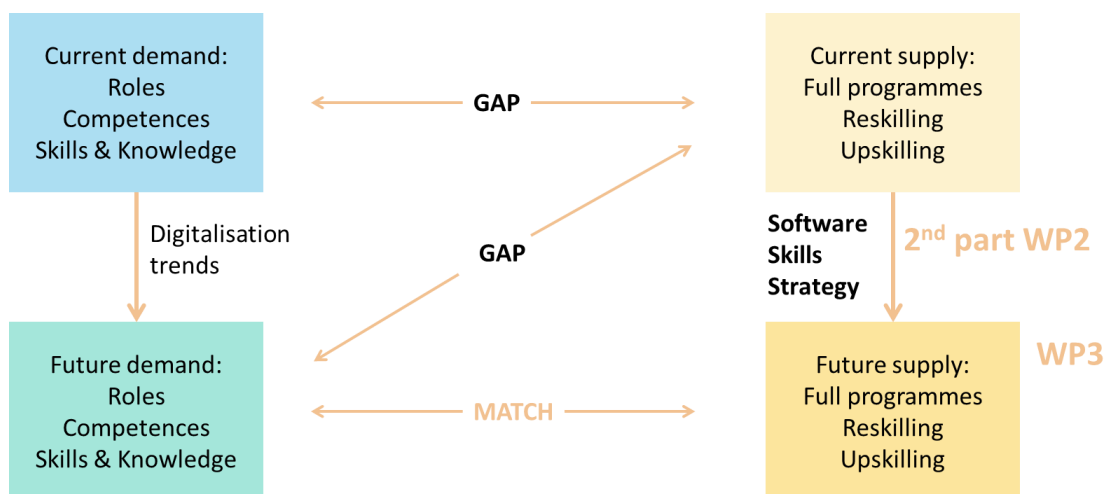 Current demand:
Roles
Competences
Skills & Knowledge
GAP
Current supply:
Full programmes
Reskilling
Upskilling
Digitalisation
trends
GAP
Software
Skills
Strategy
2nd part WP2
Future demand:
Roles
Competences
Skills & Knowledge
MATCH
Future supply:
Full programmes
Reskilling
Upskilling
WP3